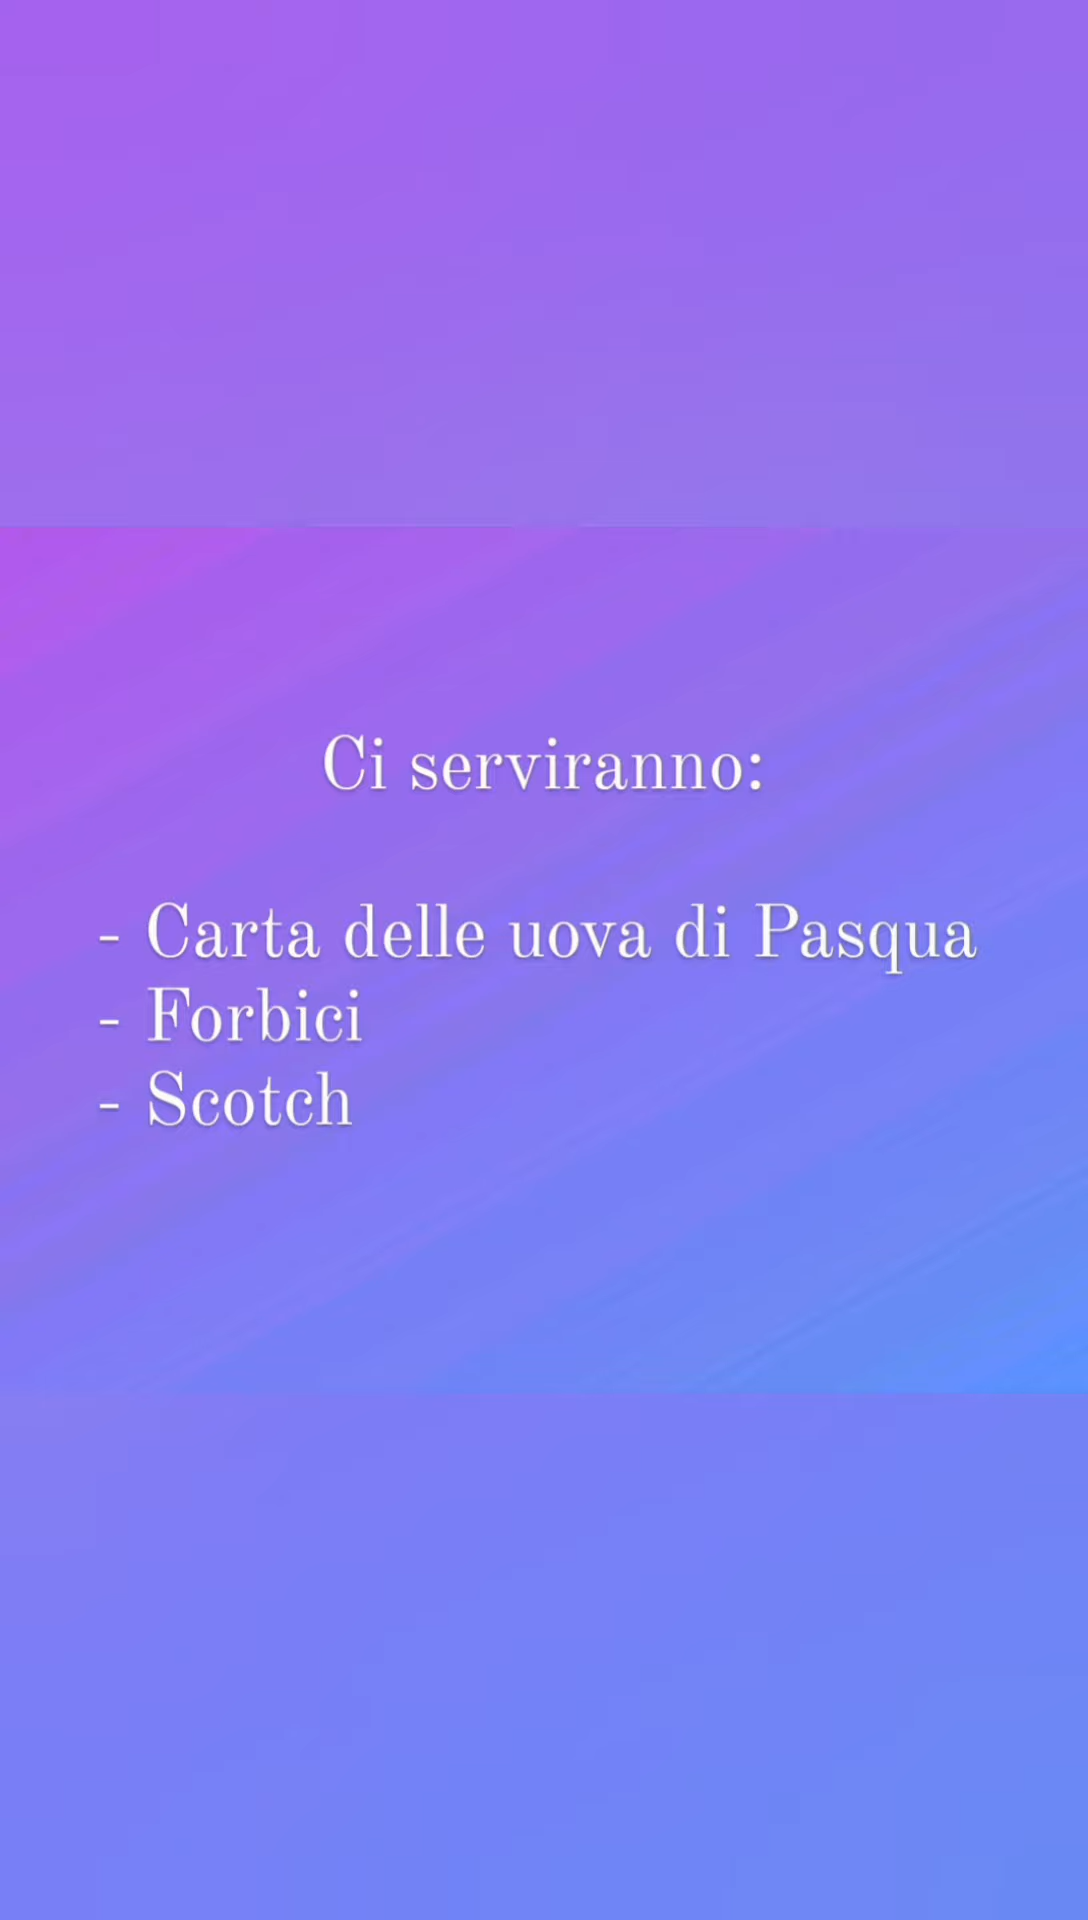 Ci serviranno:
- Carta delle uova di Pasqua
- Forbici
- Scotch